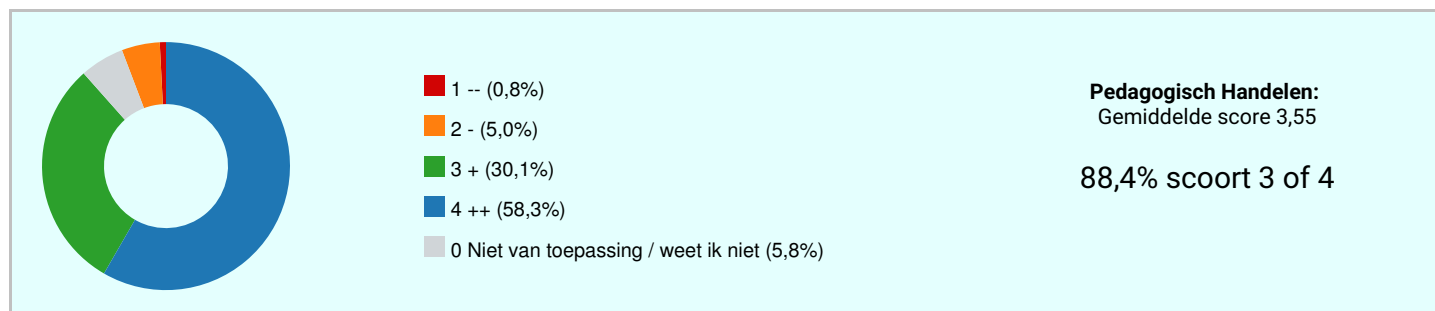 1 -- (0,8%)
2 - (5,0%)
3 + (30,1%)
4 ++ (58,3%)
0 Niet van toepassing / weet ik niet (5,8%)
Pedagogisch Handelen:
Gemiddelde score 3,55
88,4% scoort 3 of 4